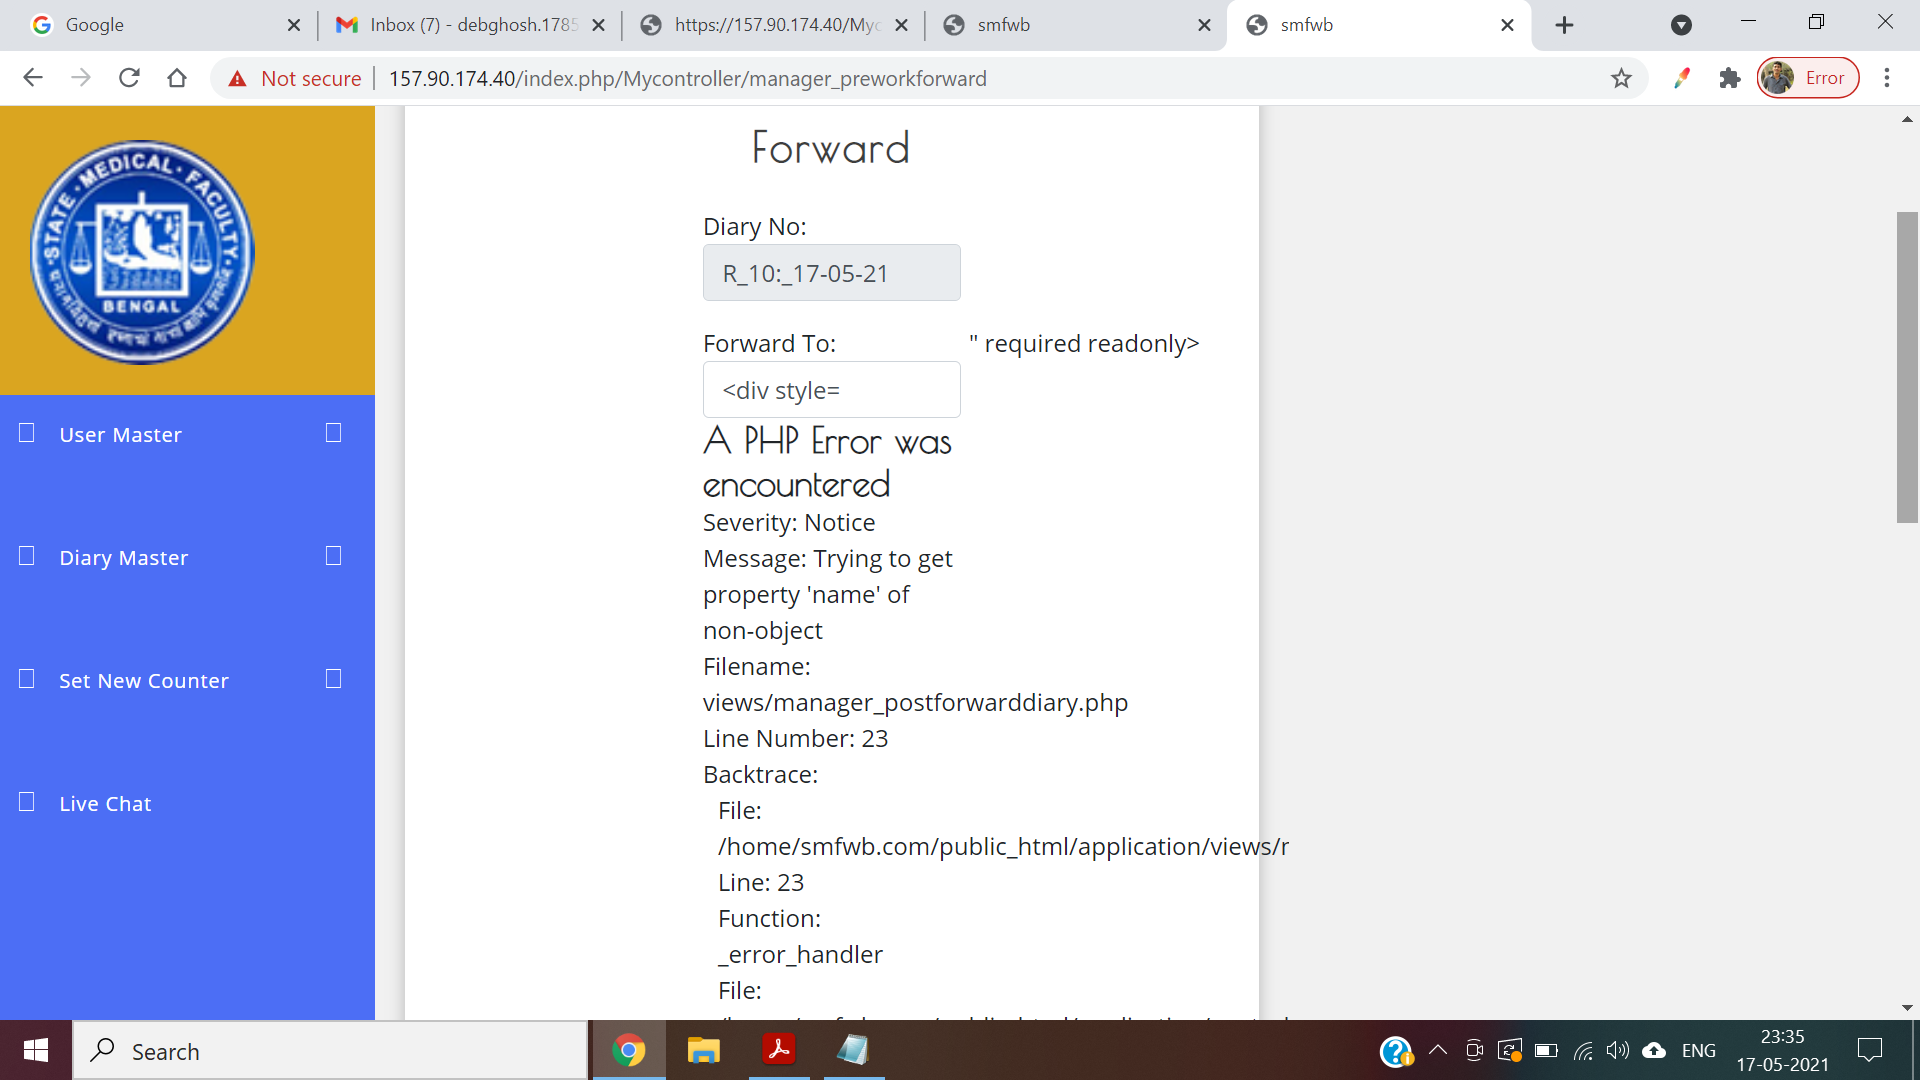 Google
Inbox (7) - debghosh.1785
https://157.90.174.40/Myc
smfwb
smfwb
Not secure
157.90.174.40/index.php/Mycontroller/manager_preworkforward
Error
STATE · MEDICAL · FACULTY
BENGAL
User Master
Diary Master
Set New Counter
Live Chat
Forward
Diary No:
R_10:_17-05-21
Forward To:
" required readonly>
<div style=
A PHP Error was
encountered
Severity: Notice
Message: Trying to get
property 'name' of
non-object
Filename:
views/manager_postforwarddiary.php
Line Number: 23
Backtrace:
File:
/home/smfwb.com/public_html/application/views/r
Line: 23
Function:
_error_handler
File:
Search
ENG
23:35
17-05-2021